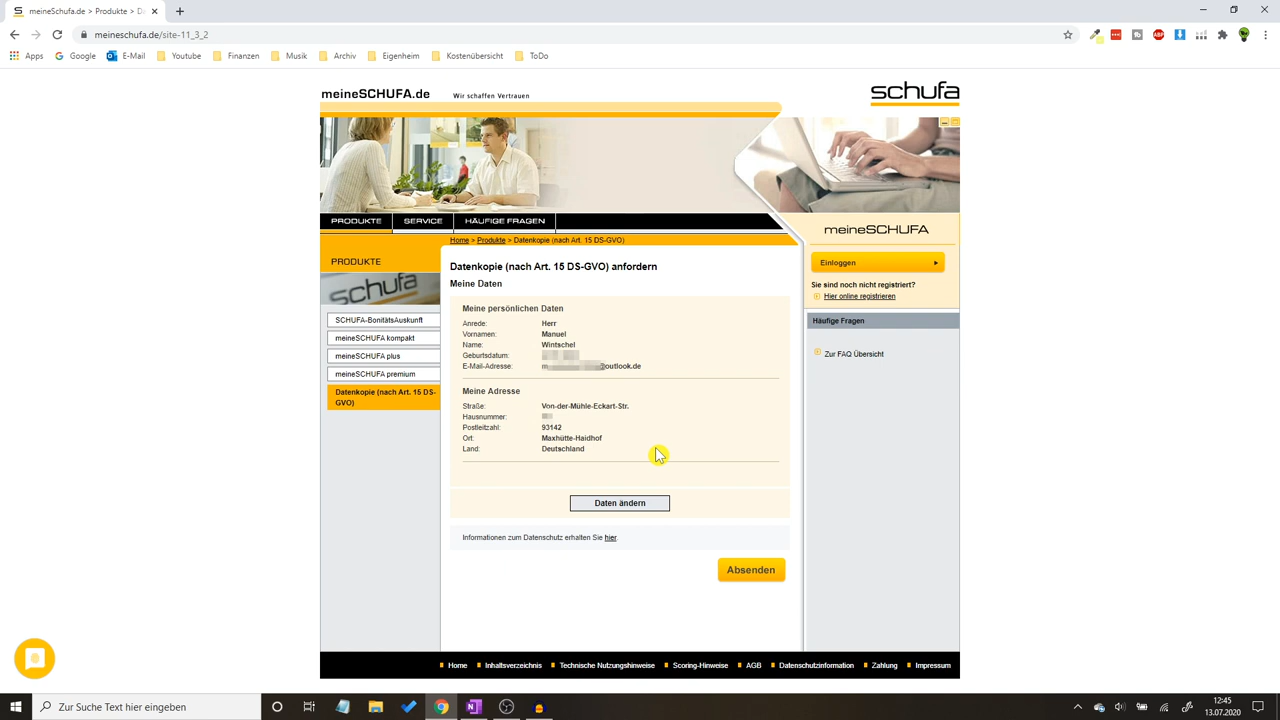 meineSCHUFA.de > Produkte > Da
meineschufa.de/site-11_3_2
Apps
Google
E-Mail
Youtube
Finanzen
Musik
Archiv
Eigenheim
Kostenübersicht
ToDo
meineSCHUFA.de
Wir schaffen Vertrauen
schufa
PRODUKTE
SERVICE
HÄUFIGE FRAGEN
meineSCHUFA
Home > Produkte > Datenkopie (nach Art. 15 DS-GVO)
PRODUKTE
schufa
SCHUFA-BonitätsAuskunft
meineSCHUFA kompakt
meineSCHUFA plus
meineSCHUFA premium
Datenkopie (nach Art. 15 DS-
GVO)
Datenkopie (nach Art. 15 DS-GVO) anfordern
Meine Daten
Meine persönlichen Daten
Anrede: Herr
Vornamen: Manuel
Name: Wintschel
Geburtsdatum:
E-Mail-Adresse: m @outlook.de
Meine Adresse
Straße: Von-der-Mühle-Eckart-Str.
Hausnummer:
Postleitzahl: 93142
Ort: Maxhütte-Haidhof
Land: Deutschland
Daten ändern
Informationen zum Datenschutz erhalten Sie hier.
Absenden
Einloggen
Sie sind noch nicht registriert?
Hier online registrieren
Häufige Fragen
Zur FAQ Übersicht
Home
Inhaltsverzeichnis
Technische Nutzungshinweise
Scoring-Hinweise
AGB
Datenschutzinformation
Zahlung
Impressum
Zur Suche Text hier eingeben
12:45
13.07.2020